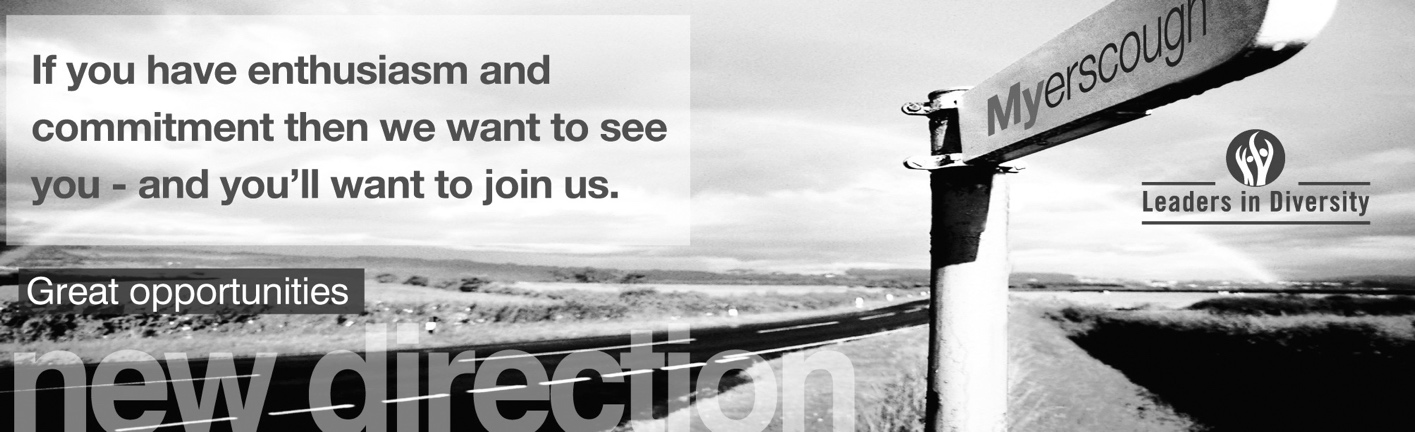 If you have enthusiasm and
commitment then we want to see
you - and you’ll want to join us.
Myerscough
Leaders in Diversity
Great opportunities
new direction